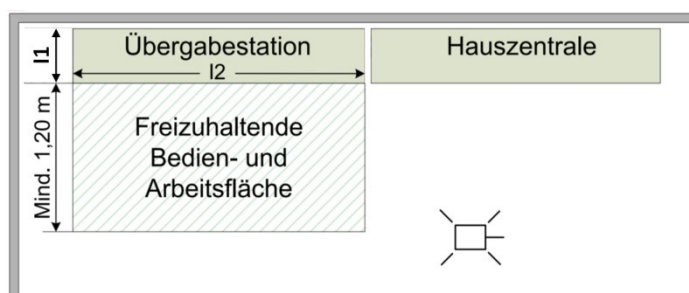 Übergabestation
Hauszentrale
l1
l2
Mind. 1,20 m
Freizuhaltende
Bedien- und
Arbeitsfläche